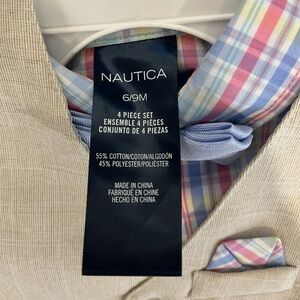 NAUTICA
6/9M
4 PIECE SET
ENSEMBLE 4 PIÈCES
CONJUNTO DE 4 PIEZAS
55% COTTON/COTON/ALGODÓN
45% POLYESTER/POLIÉSTER
MADE IN CHINA
FABRIQUÉ EN CHINE
HECHO EN CHINA